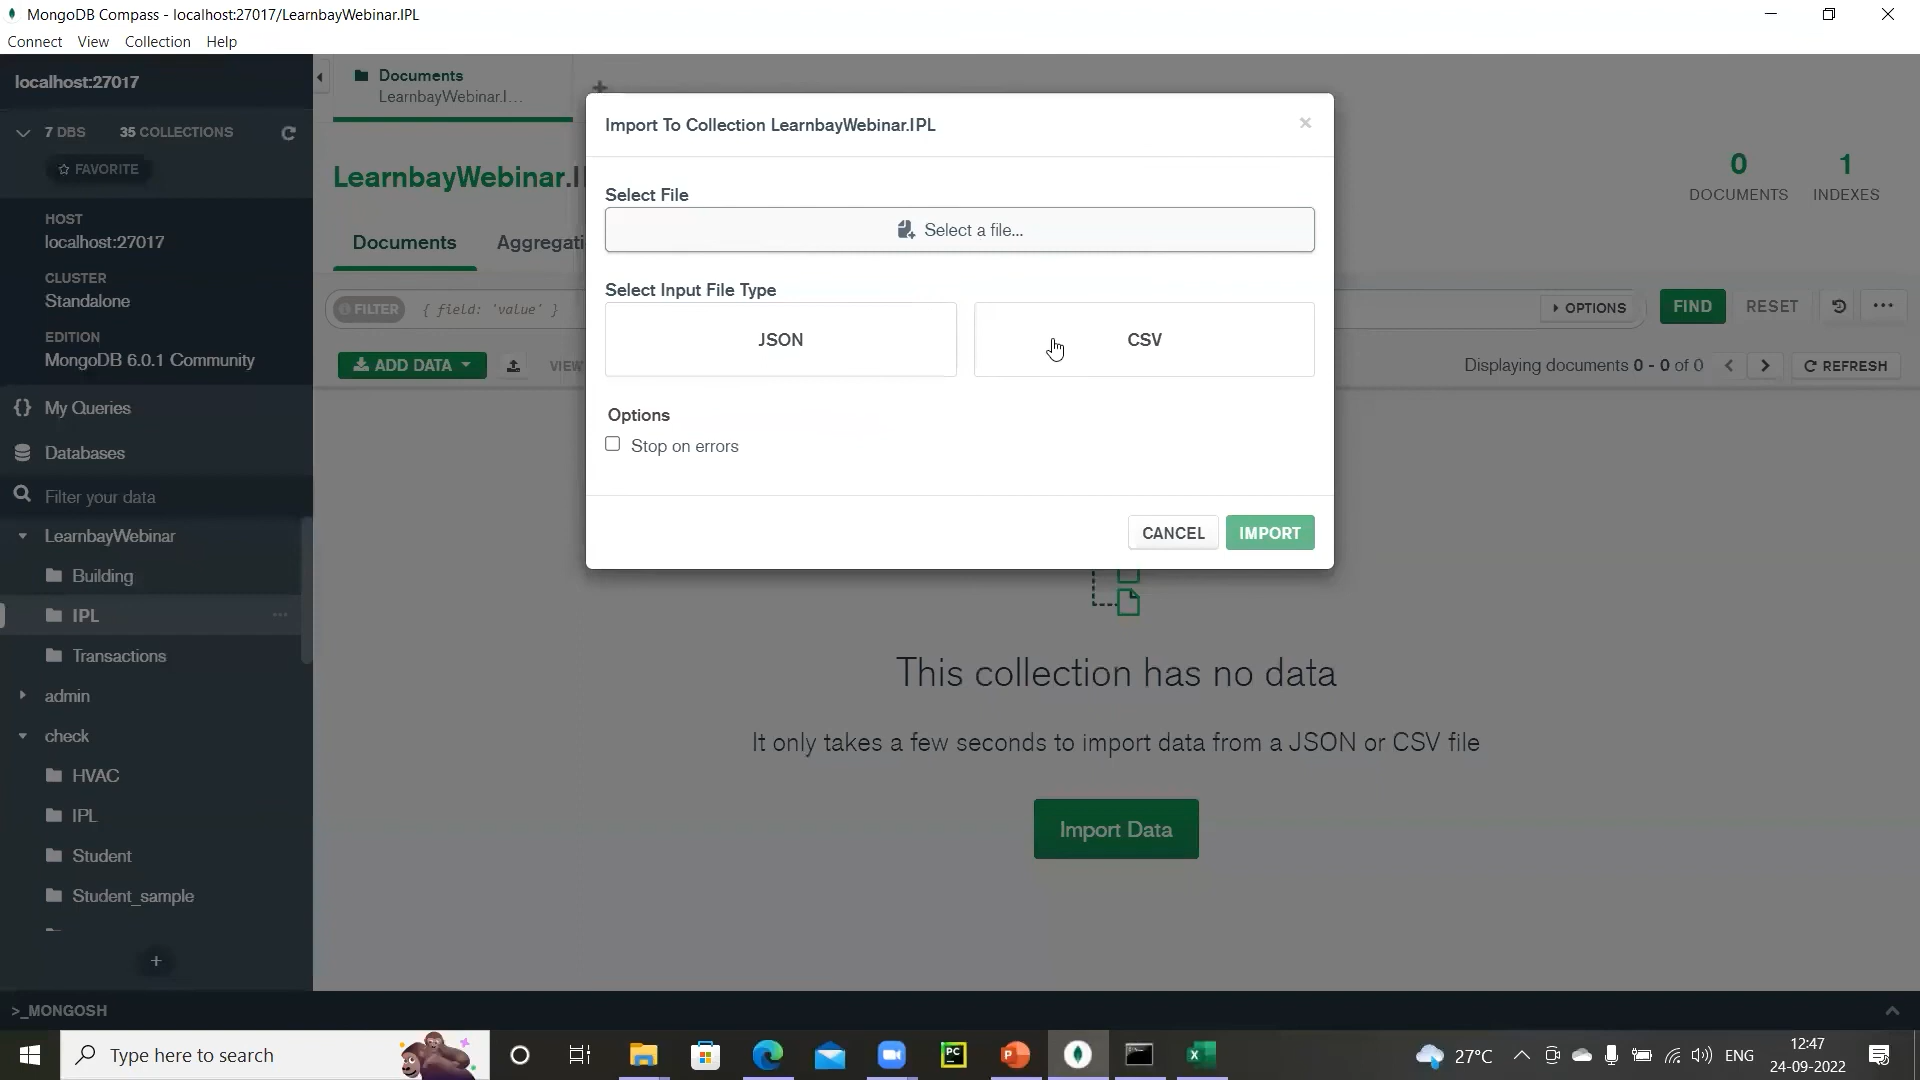 MongoDB Compass - localhost:27017/LearnbayWebinar.IPL
Connect View Collection Help
localhost:27017
7 DBS 35 COLLECTIONS
FAVORITE
HOST
localhost:27017
CLUSTER
Standalone
EDITION
MongoDB 6.0.1 Community
{} My Queries
Databases
Filter your data
LearnbayWebinar
Building
IPL
Transactions
admin
check
HVAC
IPL
Student
Student_sample
+
>_MONGOSH
Documents
LearnbayWebinar.I...
+
LearnbayWebinar.I
0
DOCUMENTS
1
INDEXES
Documents Aggregati
FILTER { field: 'value' }
OPTIONS FIND RESET
ADD DATA VIEW
Displaying documents 0 - 0 of 0
REFRESH
Import To Collection LearnbayWebinar.IPL
Select File
Select a file...
Select Input File Type
JSON CSV
Options
Stop on errors
CANCEL IMPORT
This collection has no data
It only takes a few seconds to import data from a JSON or CSV file
Import Data
Type here to search
PC
27°C
ENG
12:47
24-09-2022